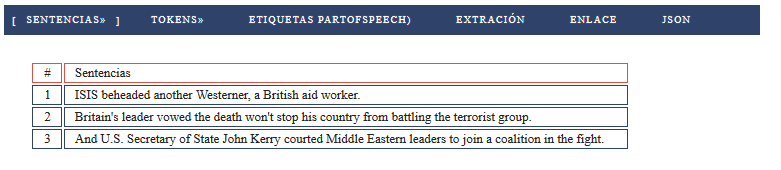 [ SENTENCIAS» ] TOKENS» ETIQUETAS PARTOFSPEECH) EXTRACIÓN ENLACE JSON
# Sentencias
1 ISIS beheaded another Westerner, a British aid worker.
2 Britain's leader vowed the death won't stop his country from battling the terrorist group.
3 And U.S. Secretary of State John Kerry courted Middle Eastern leaders to join a coalition in the fight.